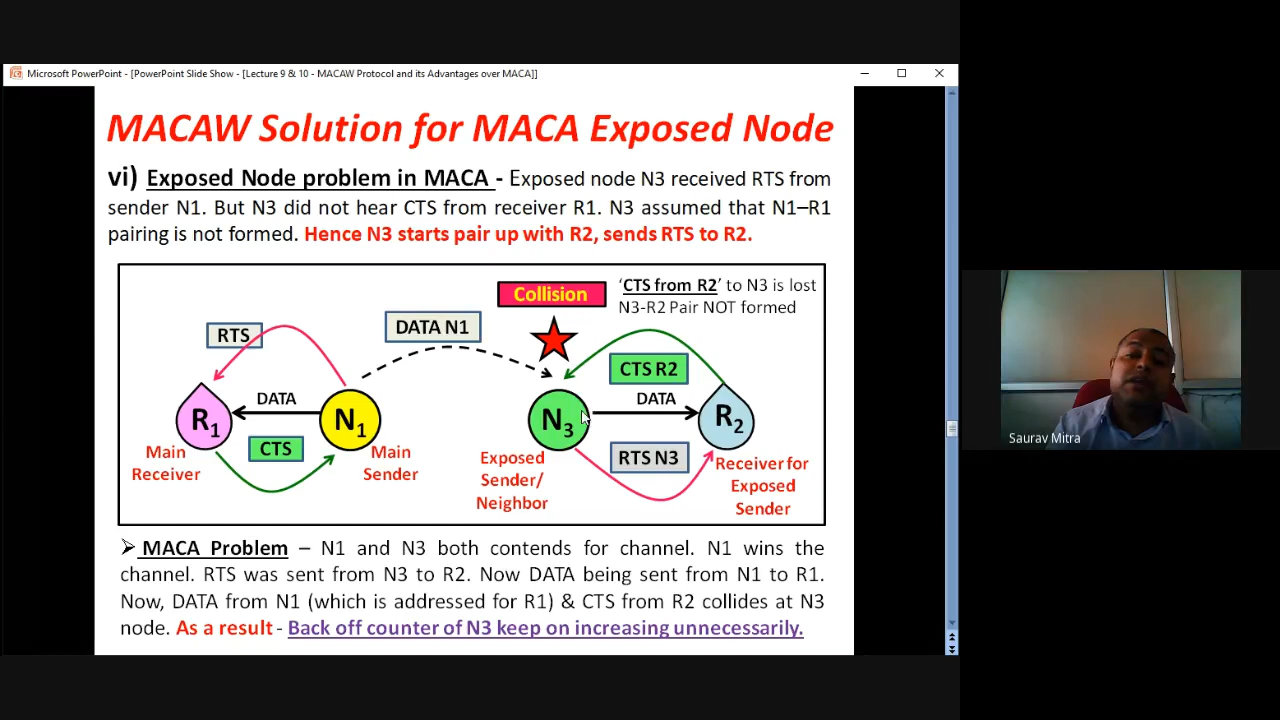 Microsoft PowerPoint - [PowerPoint Slide Show - [Lecture 9 & 10 - MACAW Protocol and its Advantages over MACA]]
MACAW Solution for MACA Exposed Node
vi) Exposed Node problem in MACA - Exposed node N3 received RTS from
sender N1. But N3 did not hear CTS from receiver R1. N3 assumed that N1–R1
pairing is not formed. Hence N3 starts pair up with R2, sends RTS to R2.
Collision
‘CTS from R2’ to N3 is lost
N3-R2 Pair NOT formed
RTS
DATA N1
CTS R2
R1
DATA
N1
N3
DATA
R2
CTS
RTS N3
Main
Receiver
Main
Sender
Exposed
Sender/
Neighbor
Receiver for
Exposed
Sender
➢ MACA Problem – N1 and N3 both contends for channel. N1 wins the
channel. RTS was sent from N3 to R2. Now DATA being sent from N1 to R1.
Now, DATA from N1 (which is addressed for R1) & CTS from R2 collides at N3
node. As a result - Back off counter of N3 keep on increasing unnecessarily.
Saurav Mitra